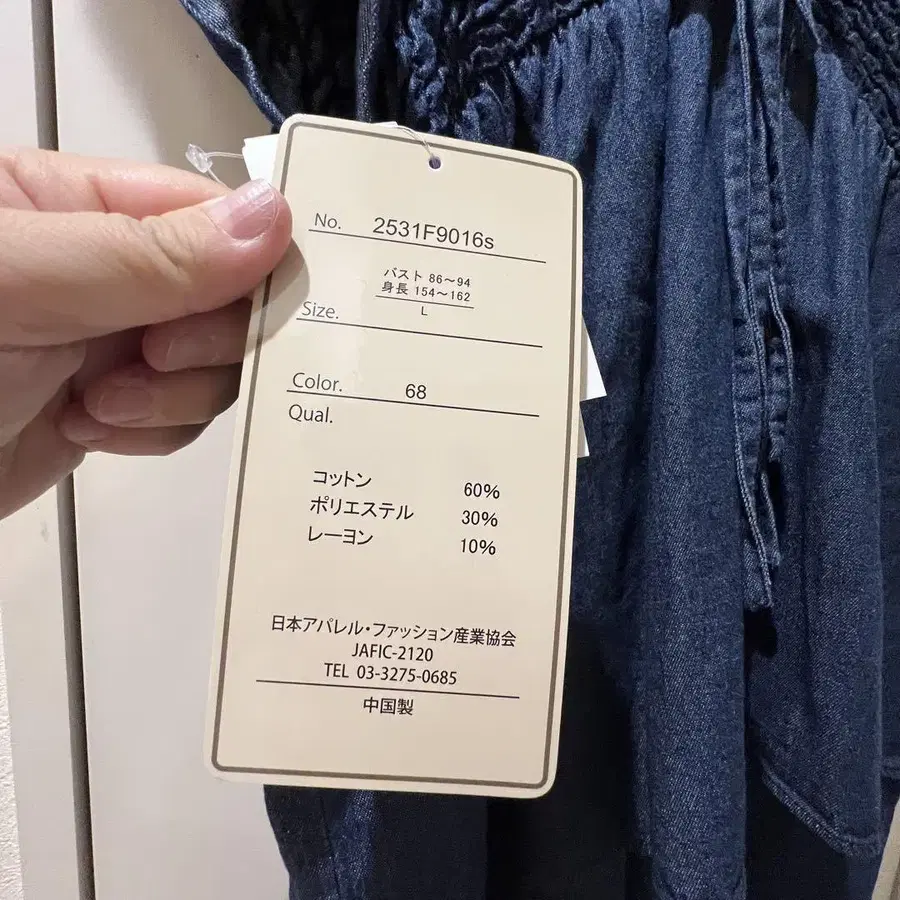 No. 2531F9016s
バスト 86〜94
身長 154〜162
Size. L
Color. 68
Qual.
コットン 60%
ポリエステル 30%
レーヨン 10%
日本アパレル・ファッション産業協会
JAFIC-2120
TEL 03-3275-0685
中国製